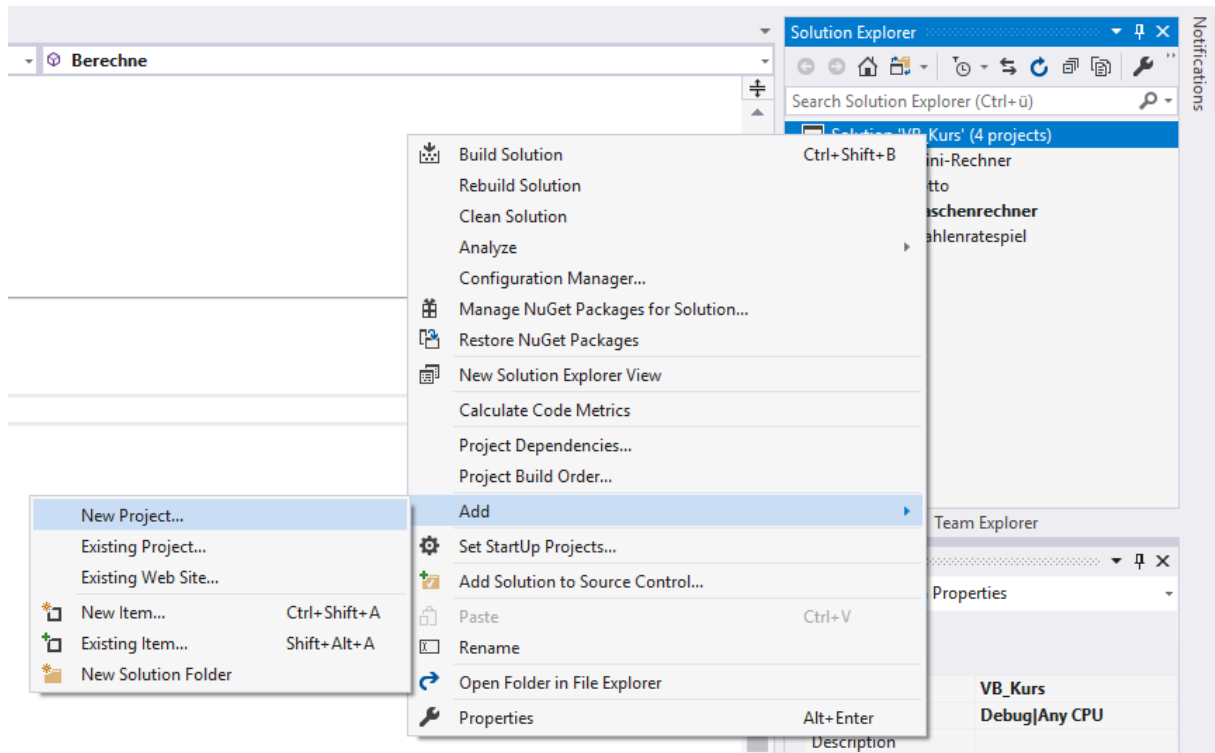 Solution Explorer
Notifications
Berechne
Search Solution Explorer (Ctrl+ü)
Solution 'VB_Kurs' (4 projects)
Build Solution Ctrl+Shift+B
ini-Rechner
Rebuild Solution
tto
Clean Solution
aschenrechner
Analyze
ahlenratespiel
Configuration Manager...
Manage NuGet Packages for Solution...
Restore NuGet Packages
New Solution Explorer View
Calculate Code Metrics
Project Dependencies...
Project Build Order...
Add
New Project...
Team Explorer
Existing Project...
Set StartUp Projects...
Existing Web Site...
Add Solution to Source Control...
Properties
New Item... Ctrl+Shift+A
Paste Ctrl+V
Existing Item... Shift+Alt+A
Rename
New Solution Folder
Open Folder in File Explorer
VB_Kurs
Properties Alt+Enter
Debug|Any CPU
Description